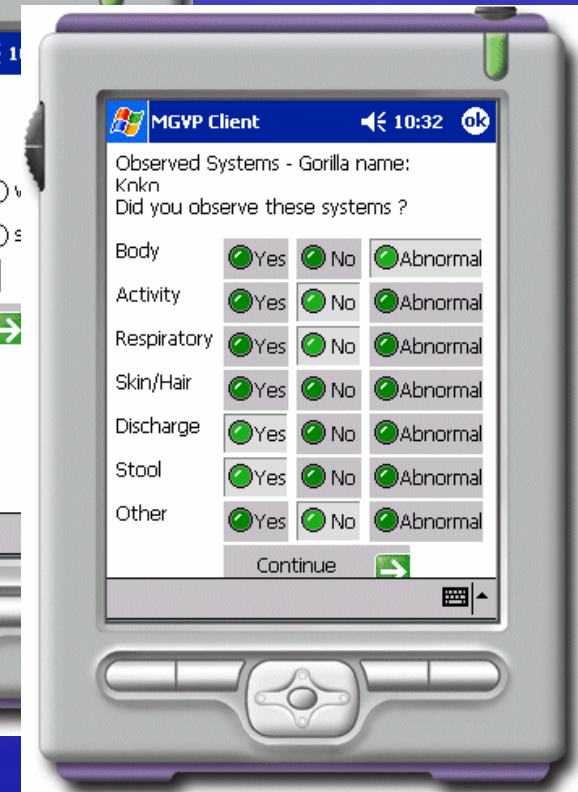 MGVP Client 10:32 ok
Observed Systems - Gorilla name:
Koko
Did you observe these systems ?
Body Yes No Abnormal
Activity Yes No Abnormal
Respiratory Yes No Abnormal
Skin/Hair Yes No Abnormal
Discharge Yes No Abnormal
Stool Yes No Abnormal
Other Yes No Abnormal
Continue